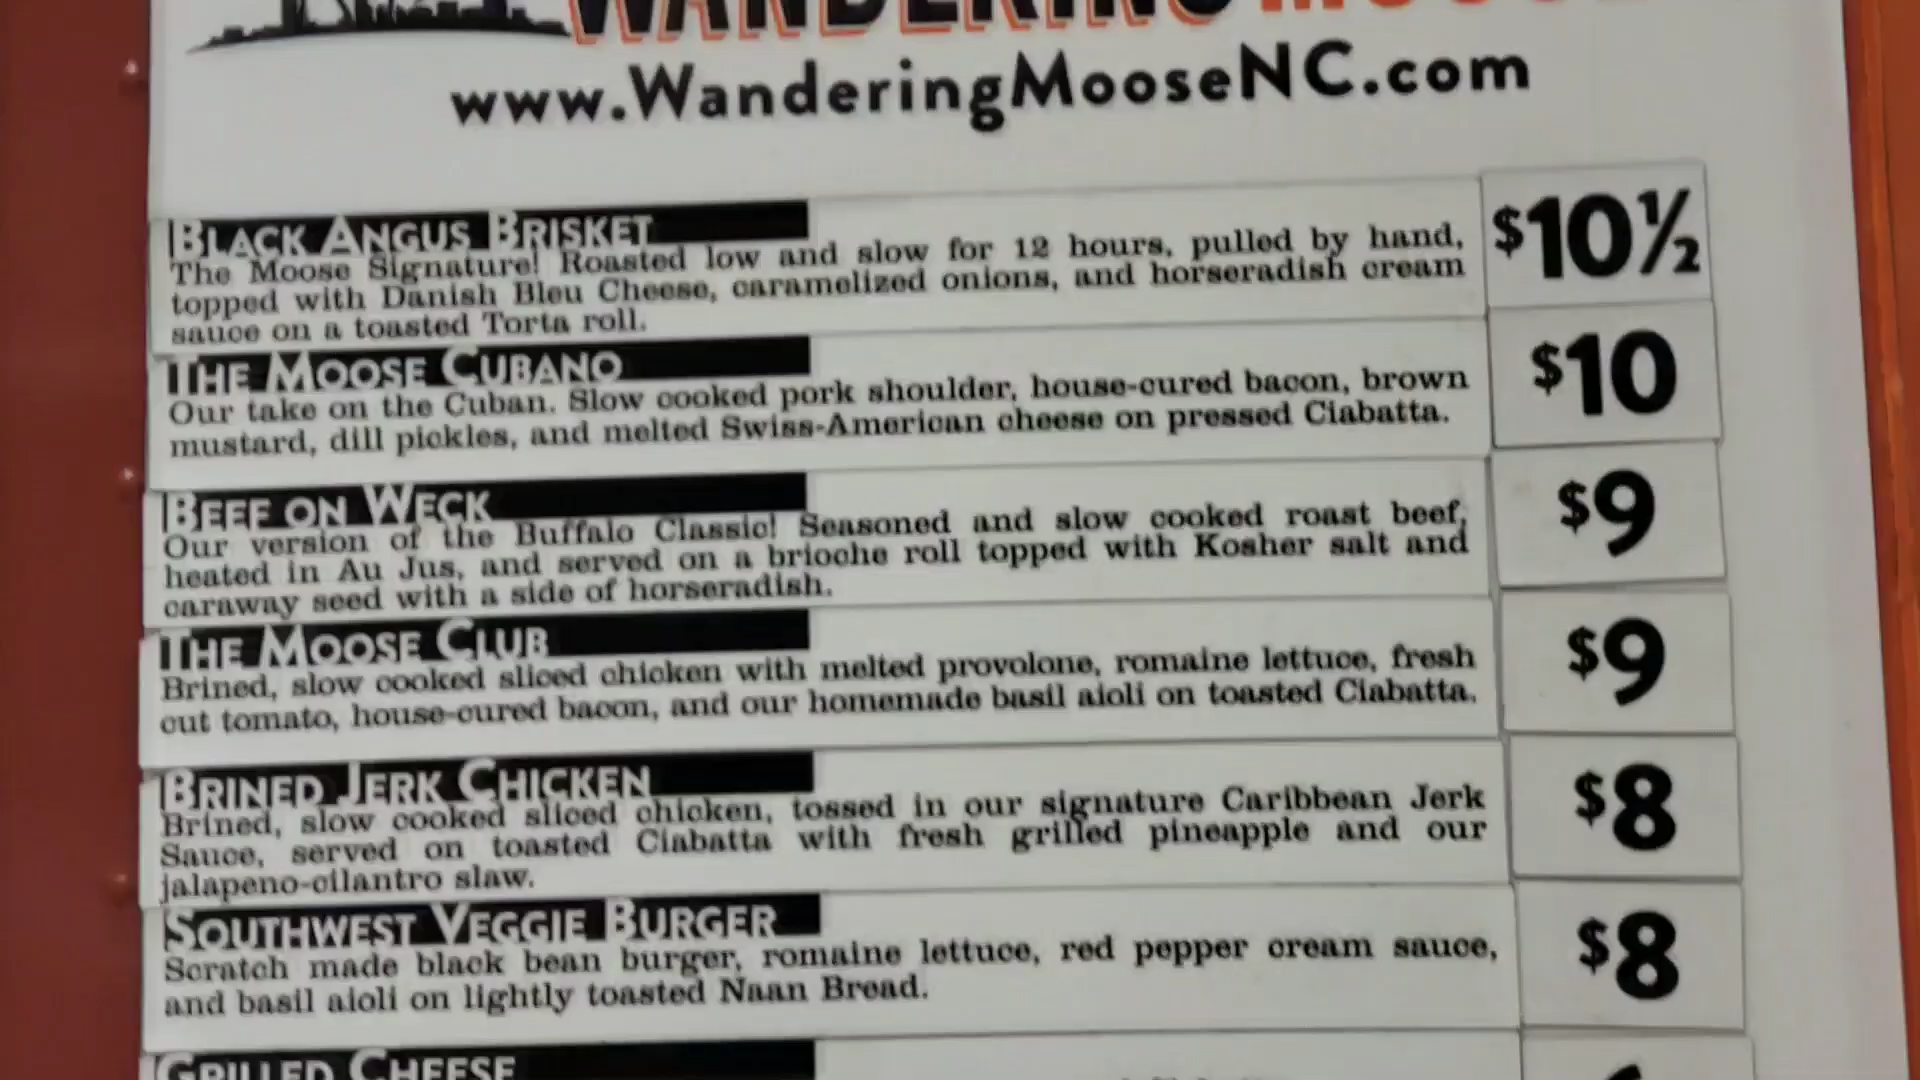 WANDERING MOOSE
www.WanderingMooseNC.com
BLACK ANGUS BRISKET
The Moose Signature! Roasted low and slow for 12 hours, pulled by hand,
topped with Danish Bleu Cheese, caramelized onions, and horseradish cream
sauce on a toasted Torta roll.
$10½
THE MOOSE CUBANO
Our take on the Cuban. Slow cooked pork shoulder, house-cured bacon, brown
mustard, dill pickles, and melted Swiss-American cheese on pressed Ciabatta.
$10
BEEF ON WECK
Our version of the Buffalo Classic! Seasoned and slow cooked roast beef,
heated in Au Jus, and served on a brioche roll topped with Kosher salt and
caraway seed with a side of horseradish.
$9
THE MOOSE CLUB
Brined, slow cooked sliced chicken with melted provolone, romaine lettuce, fresh
cut tomato, house-cured bacon, and our homemade basil aioli on toasted Ciabatta.
$9
BRINED JERK CHICKEN
Brined, slow cooked sliced chicken, tossed in our signature Caribbean Jerk
Sauce, served on toasted Ciabatta with fresh grilled pineapple and our
jalapeno-cilantro slaw.
$8
SOUTHWEST VEGGIE BURGER
Scratch made black bean burger, romaine lettuce, red pepper cream sauce,
and basil aioli on lightly toasted Naan Bread.
$8
GRILLED CHEESE